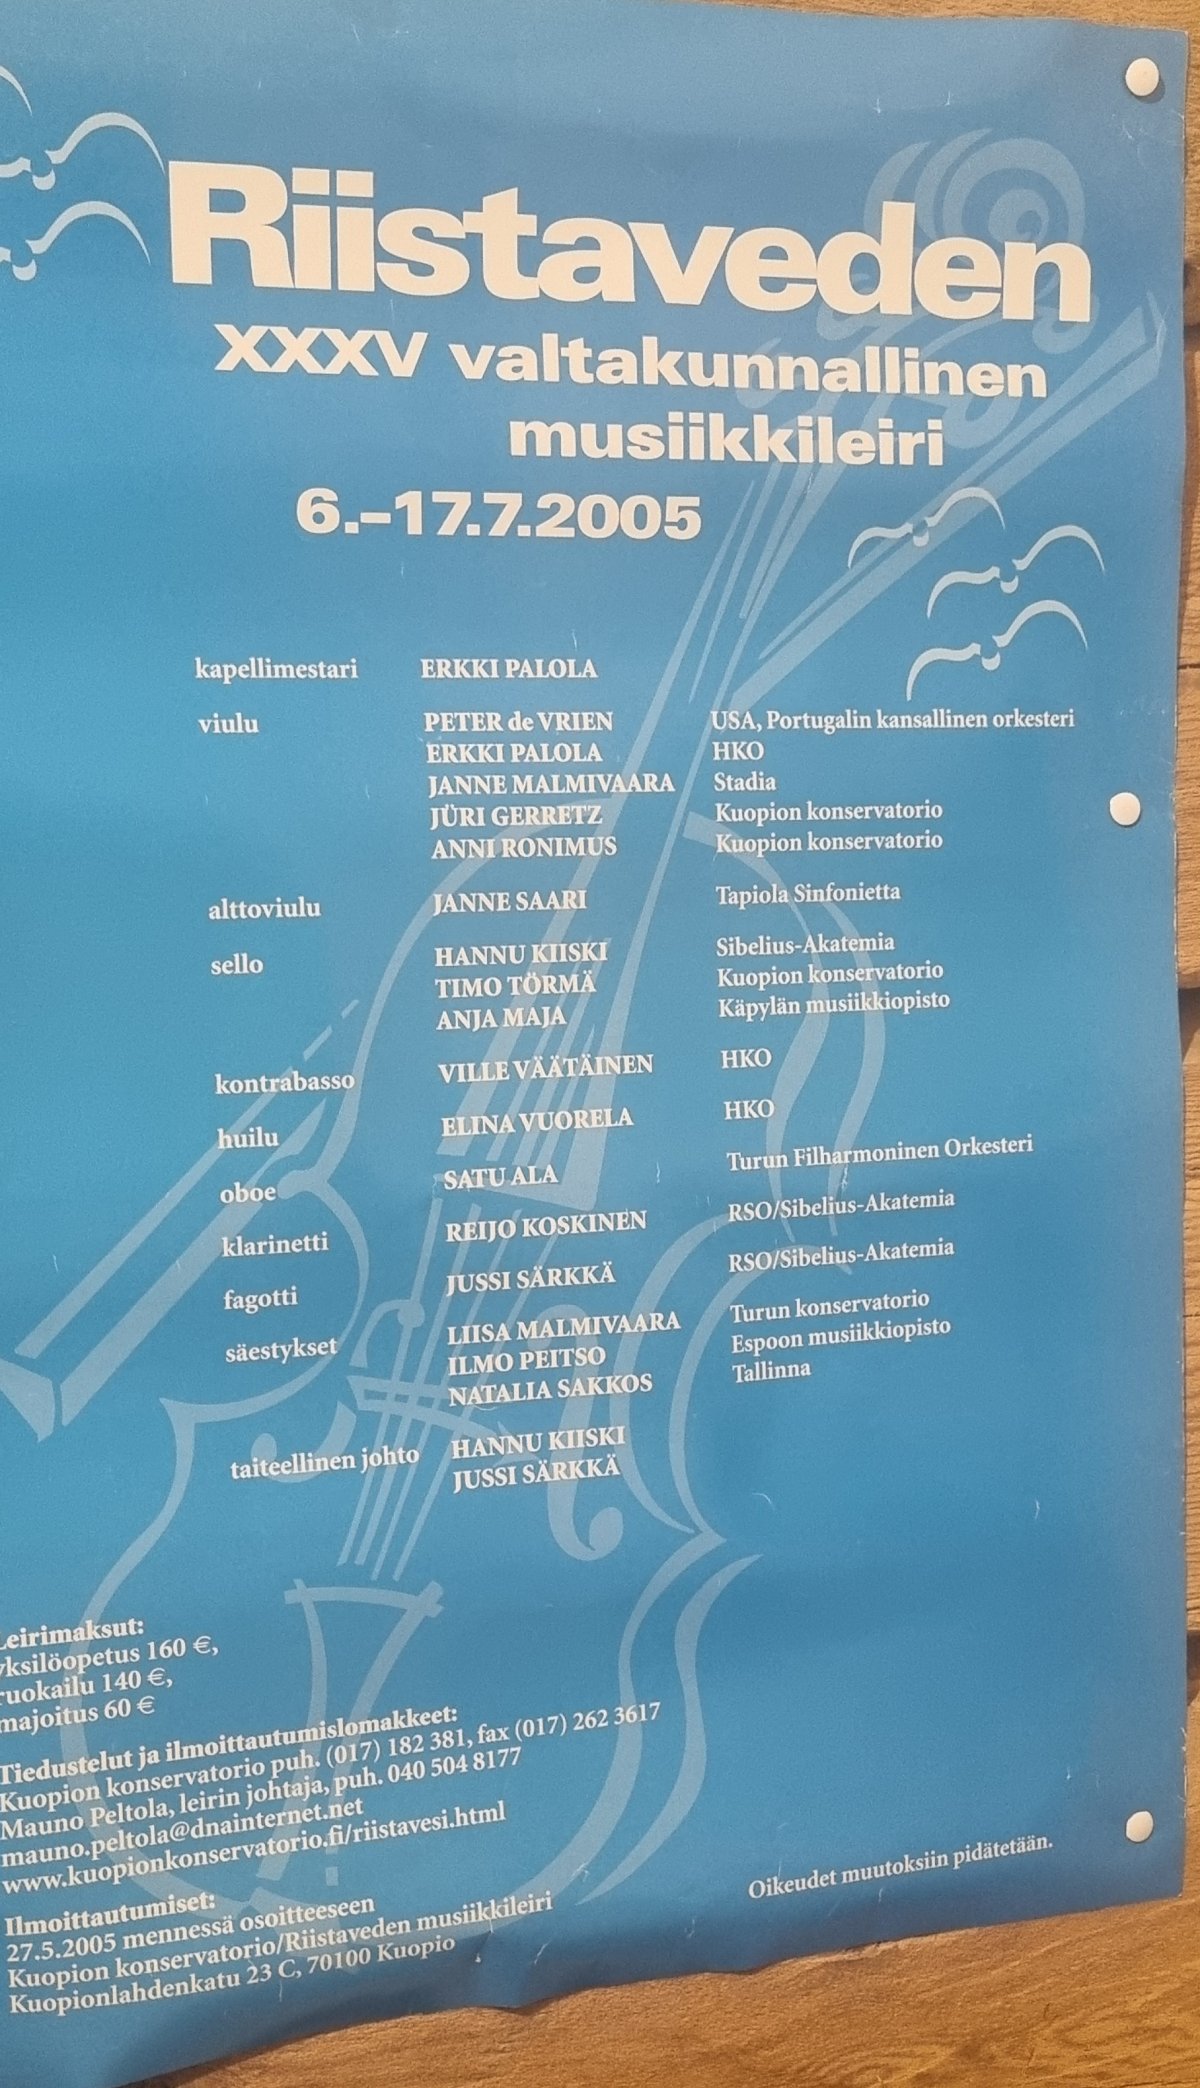 Riistaveden
XXXV valtakunnallinen
musiikkileiri
6.–17.7.2005
kapellimestari ERKKI PALOLA
viulu PETER de VRIEN USA, Portugalin kansallinen orkesteri
ERKKI PALOLA HKO
JANNE MALMIVAARA Stadia
JÜRI GERRETZ Kuopion konservatorio
ANNI RONIMUS Kuopion konservatorio
alttoviulu JANNE SAARI Tapiola Sinfonietta
sello HANNU KIISKI Sibelius-Akatemia
TIMO TÖRMÄ Kuopion konservatorio
ANJA MAJA Käpylän musiikkiopisto
kontrabasso VILLE VÄÄTÄINEN HKO
huilu ELINA VUORELA HKO
oboe SATU ALA Turun Filharmoninen Orkesteri
klarinetti REIJO KOSKINEN RSO/Sibelius-Akatemia
fagotti JUSSI SÄRKKÄ RSO/Sibelius-Akatemia
säestykset LIISA MALMIVAARA Turun konservatorio
ILMO PEITSO Espoon musiikkiopisto
NATALIA SAKKOS Tallinna
taiteellinen johto HANNU KIISKI
JUSSI SÄRKKÄ
Leirimaksut:
yksilöopetus 160 €,
ruokailu 140 €,
majoitus 60 €
Tiedustelut ja ilmoittautumislomakkeet:
Kuopion konservatorio puh. (017) 182 381, fax (017) 262 3617
Mauno Peltola, leirin johtaja, puh. 040 504 8177
mauno.peltola@dnainternet.net
www.kuopionkonservatorio.fi/riistavesi.html
Ilmoittautumiset:
27.5.2005 mennessä osoitteeseen
Kuopion konservatorio/Riistaveden musiikkileiri
Kuopionlahdenkatu 23 C, 70100 Kuopio
Oikeudet muutoksiin pidätetään.